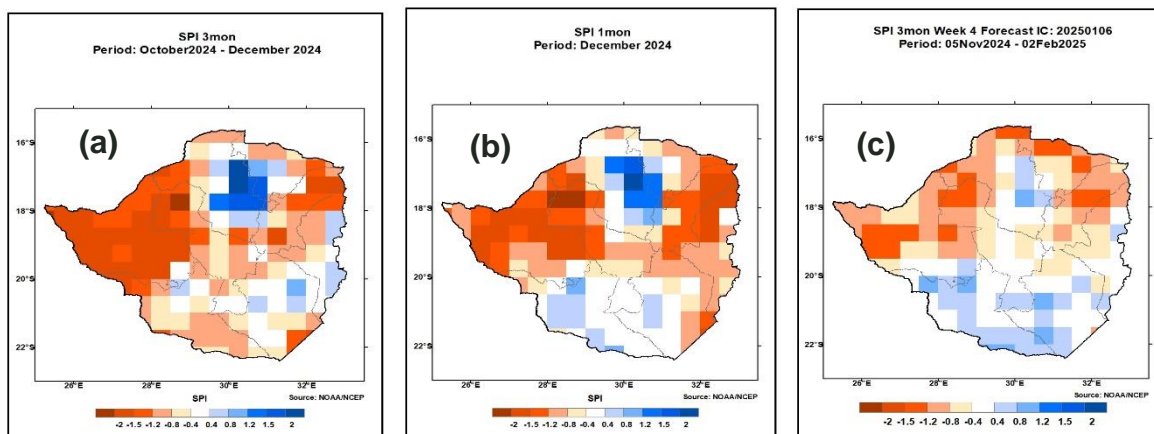 SPI 3mon
Period: October2024 - December 2024
(a)
16°S
18°S
20°S
22°S
26°E 28°E 30°E 32°E
SPI
Source: NOAA/NCEP
-2 -1.5 -1.2 -0.8 -0.4 0.4 0.8 1.2 1.5 2
SPI 1mon
Period: December 2024
(b)
16°S
18°S
20°S
22°S
26°E 28°E 30°E 32°E
SPI
Source: NOAA/NCEP
-2 -1.5 -1.2 -0.8 -0.4 0.4 0.8 1.2 1.5 2
SPI 3mon Week 4 Forecast IC: 20250106
Period: 05Nov2024 - 02Feb2025
(c)
16°S
18°S
20°S
22°S
26°E 28°E 30°E 32°E
Source: NOAA/NCEP
-2 -1.5 -1.2 -0.8 -0.4 0.4 0.8 1.2 1.5 2